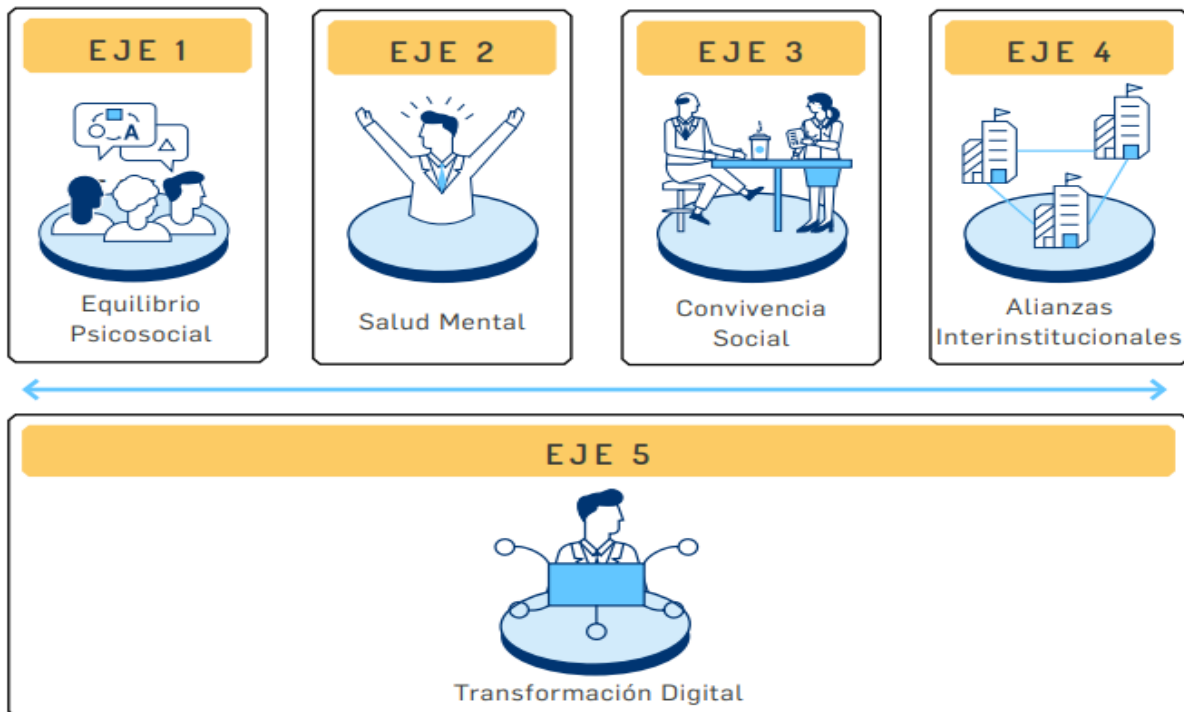 EJE 1
Equilibrio
Psicosocial
EJE 2
Salud Mental
EJE 3
Convivencia
Social
EJE 4
Alianzas
Interinstitucionales
EJE 5
Transformación Digital